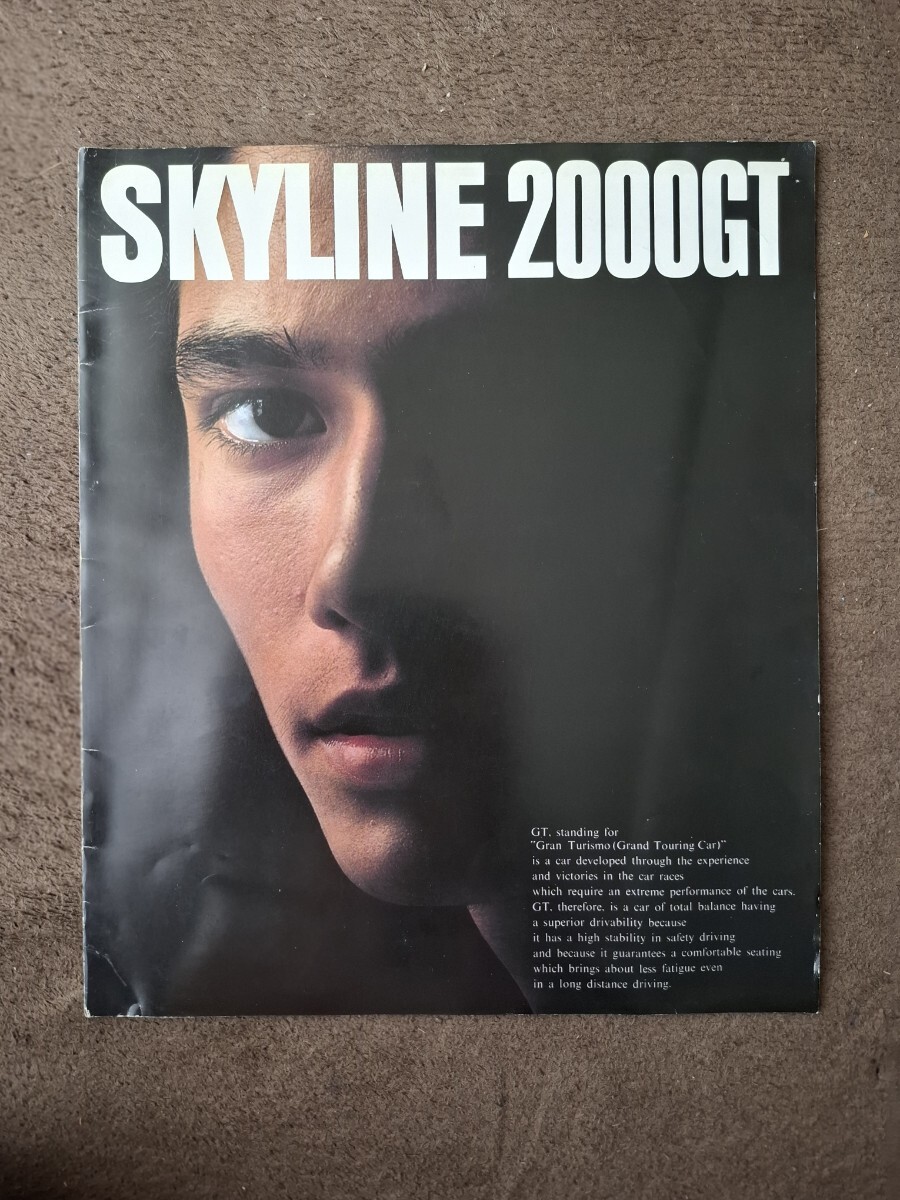 SKYLINE 2000GT
GT, standing for
"Gran Turismo (Grand Touring Car)"
is a car developed through the experience
and victories in the car races
which require an extreme performance of the cars.
GT, therefore, is a car of total balance having
a superior drivability because
it has a high stability in safety driving
and because it guarantees a comfortable seating
which brings about less fatigue even
in a long distance driving.